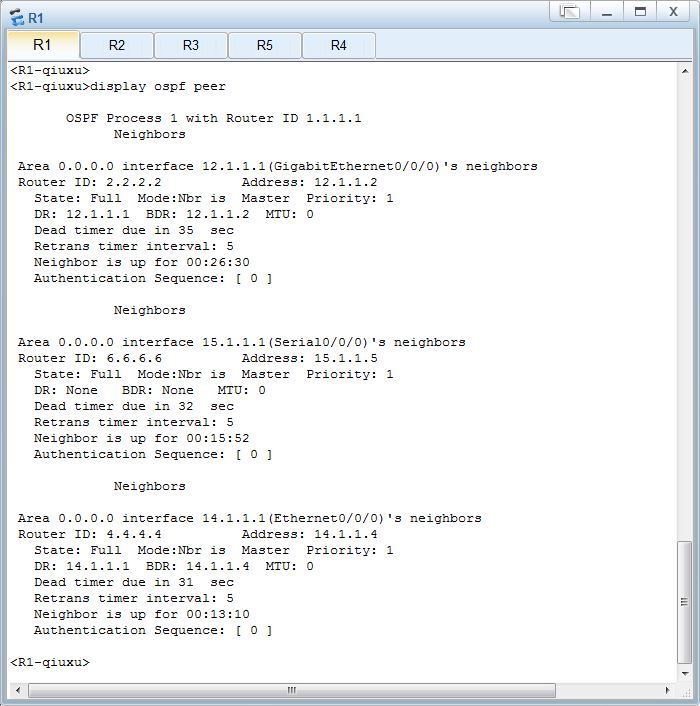 R1
R1 R2 R3 R5 R4
<R1-qiuxu>
<R1-qiuxu>display ospf peer
OSPF Process 1 with Router ID 1.1.1.1
Neighbors
Area 0.0.0.0 interface 12.1.1.1(GigabitEthernet0/0/0)'s neighbors
Router ID: 2.2.2.2 Address: 12.1.1.2
State: Full Mode:Nbr is Master Priority: 1
DR: 12.1.1.1 BDR: 12.1.1.2 MTU: 0
Dead timer due in 35 sec
Retrans timer interval: 5
Neighbor is up for 00:26:30
Authentication Sequence: [ 0 ]
Neighbors
Area 0.0.0.0 interface 15.1.1.1(Serial0/0/0)'s neighbors
Router ID: 6.6.6.6 Address: 15.1.1.5
State: Full Mode:Nbr is Master Priority: 1
DR: None BDR: None MTU: 0
Dead timer due in 32 sec
Retrans timer interval: 5
Neighbor is up for 00:15:52
Authentication Sequence: [ 0 ]
Neighbors
Area 0.0.0.0 interface 14.1.1.1(Ethernet0/0/0)'s neighbors
Router ID: 4.4.4.4 Address: 14.1.1.4
State: Full Mode:Nbr is Master Priority: 1
DR: 14.1.1.1 BDR: 14.1.1.4 MTU: 0
Dead timer due in 31 sec
Retrans timer interval: 5
Neighbor is up for 00:13:10
Authentication Sequence: [ 0 ]
<R1-qiuxu>